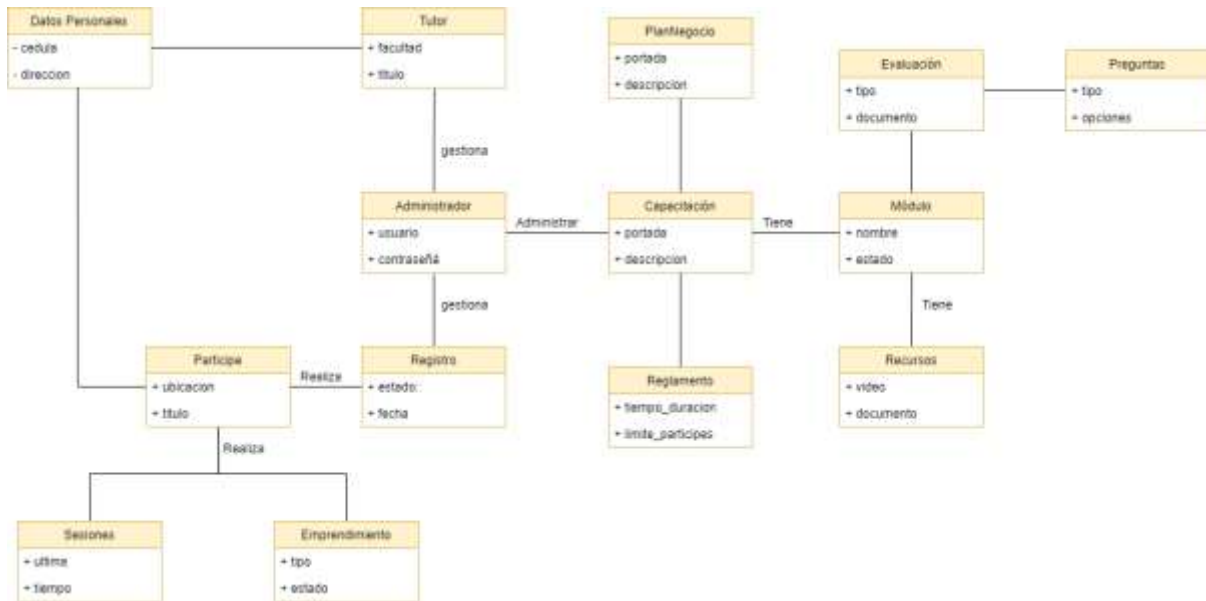 Datos Personales
- cedula
- direccion
Tutor
+ facultad
+ titulo
PlanNegocio
+ portada
+ descripcion
Evaluación
+ tipo
+ documento
Preguntas
+ tipo
+ opciones
gestiona
Administrador
+ usuario
+ contraseñá
Administrar
Capacitación
+ portada
+ descripcion
Tiene
Módulo
+ nombre
+ estado
gestiona
Tiene
Participe
+ ubicacion
+ titulo
Realiza
Registro
+ estado:
+ fecha
Reglamento
+ tiempo_duracion
+ limite_participes
Recursos
+ video
+ documento
Realiza
Sesiones
+ ultima
+ tiempo
Emprendimiento
+ tipo
+ estado